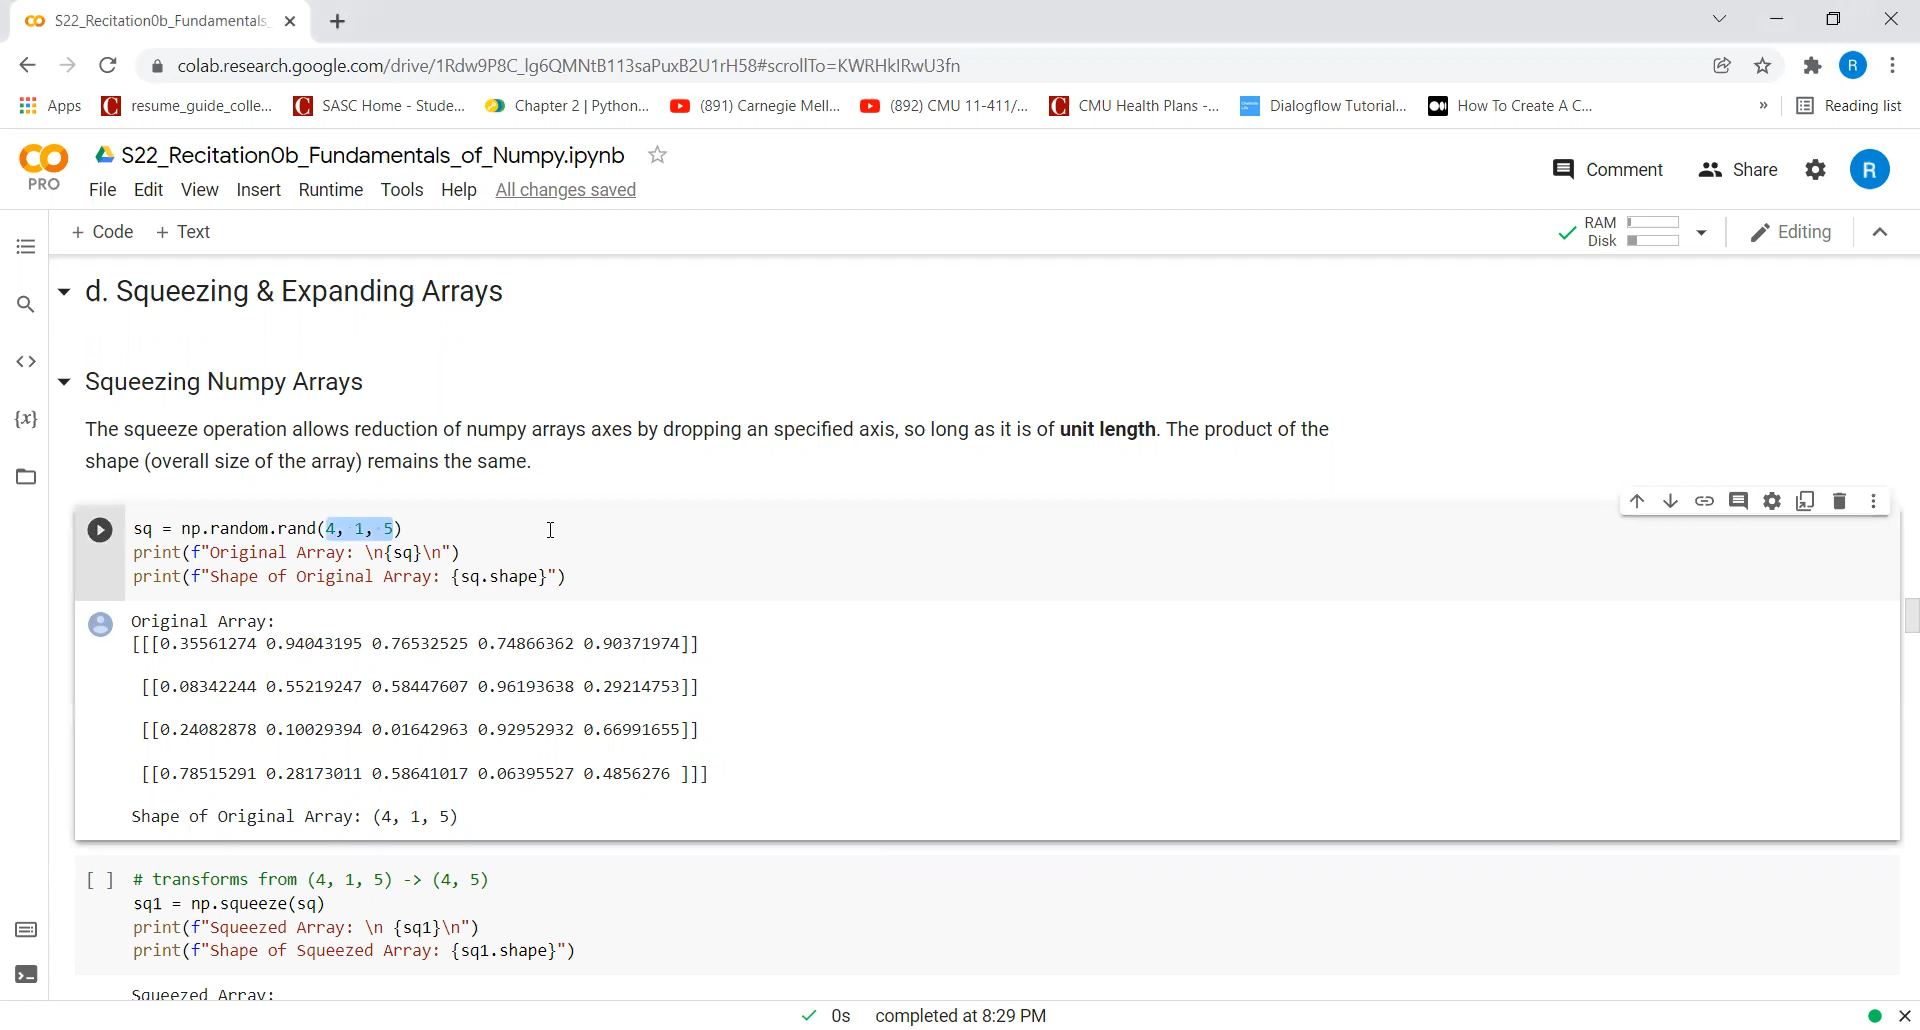 S22_Recitation0b_Fundamentals_
colab.research.google.com/drive/1Rdw9P8C_lg6QMNtB113saPuxB2U1rH58#scrollTo=KWRHkIRwU3fn
R
Apps
resume_guide_colle...
SASC Home - Stude...
Chapter 2 | Python...
(891) Carnegie Mell...
(892) CMU 11-411/...
CMU Health Plans -...
Dialogflow Tutorial...
How To Create A C...
»
Reading list
PRO
S22_Recitation0b_Fundamentals_of_Numpy.ipynb
Comment
Share
R
File Edit View Insert Runtime Tools Help All changes saved
+ Code + Text
RAM
Disk
Editing
d. Squeezing & Expanding Arrays
Squeezing Numpy Arrays
The squeeze operation allows reduction of numpy arrays axes by dropping an specified axis, so long as it is of unit length. The product of the
shape (overall size of the array) remains the same.
sq = np.random.rand(4, 1, 5)
print(f"Original Array: \n{sq}\n")
print(f"Shape of Original Array: {sq.shape}")
Original Array:
[[[0.35561274 0.94043195 0.76532525 0.74866362 0.90371974]]
[[0.08342244 0.55219247 0.58447607 0.96193638 0.29214753]]
[[0.24082878 0.10029394 0.01642963 0.92952932 0.66991655]]
[[0.78515291 0.28173011 0.58641017 0.06395527 0.4856276 ]]]
Shape of Original Array: (4, 1, 5)
[ ] # transforms from (4, 1, 5) -> (4, 5)
sq1 = np.squeeze(sq)
print(f"Squeezed Array: \n {sq1}\n")
print(f"Shape of Squeezed Array: {sq1.shape}")
Squeezed Array:
0s completed at 8:29 PM